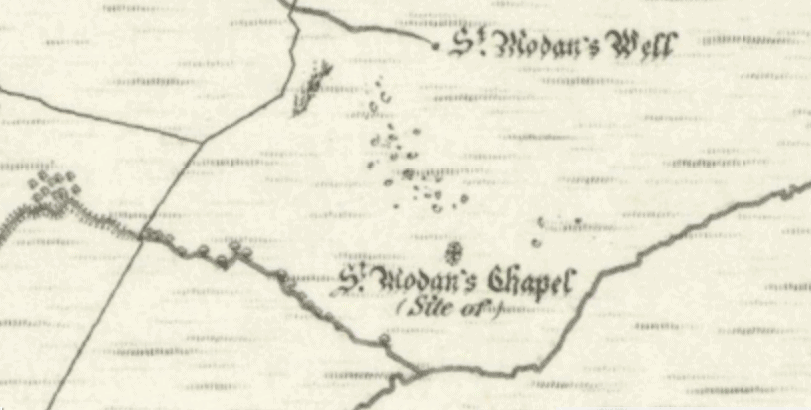 St. Modan's Well
St. Modan's Chapel
(Site of)